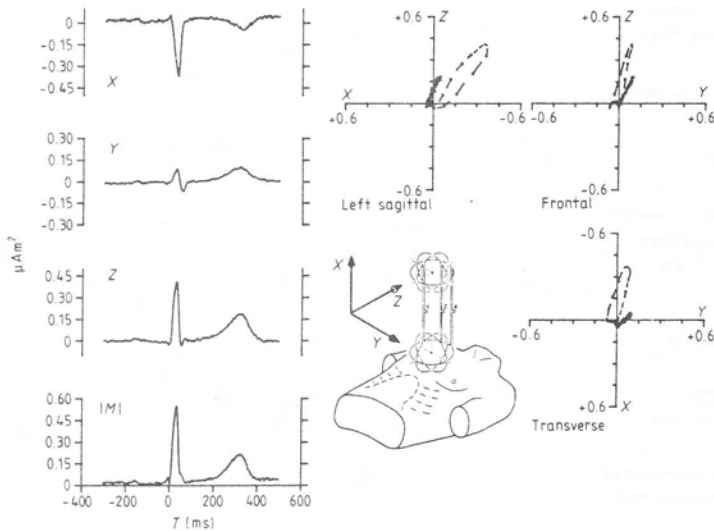 0
-0.15
-0.30
-0.45
X
0.30
0.15
0
-0.15
-0.30
Y
μAm²
0.45
0.30
0.15
0
Z
0.60
0.45
0.30
0.15
0
|M|
-400 -200 0 200 400 600
T (ms)
+0.6 Z
X
+0.6 -0.6
-0.6
Left sagittal
+0.6 Z
Y
-0.6 +0.6
-0.6
Frontal
X
Z
Y
-0.6
Y
-0.6 +0.6
+0.6 X
Transverse